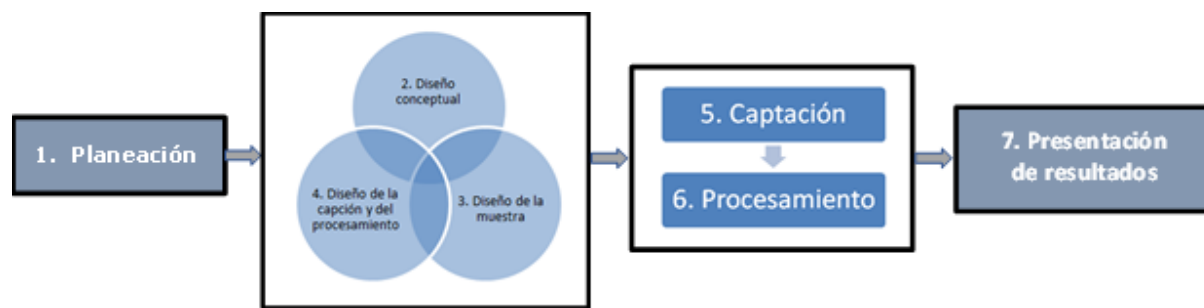 1. Planeación
2. Diseño
conceptual
4. Diseño de la
capción y del
procesamiento
3. Diseño de la
muestra
5. Captación
6. Procesamiento
7. Presentación
de resultados